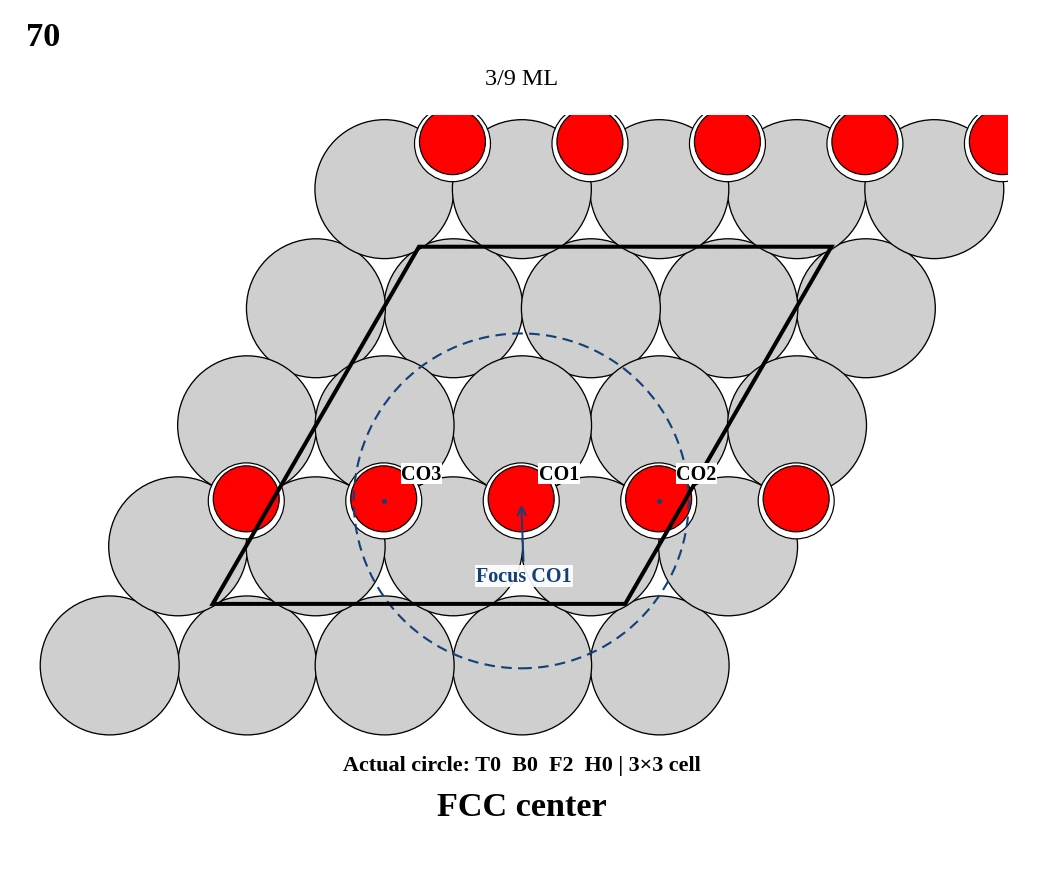 70
3/9 ML
CO3
CO1
CO2
Focus CO1
Actual circle: T0 B0 F2 H0 | 3×3 cell
FCC center